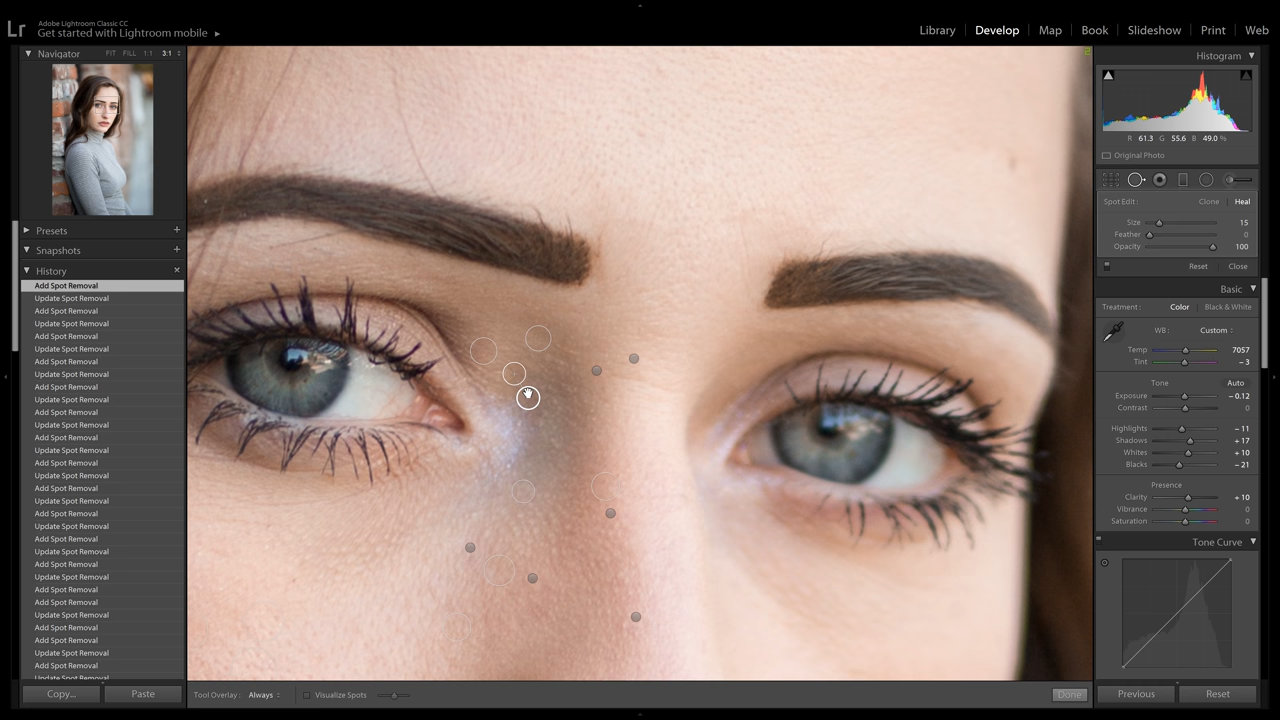 Lr
Adobe Lightroom Classic CC
Get started with Lightroom mobile
Library
Develop
Map
Book
Slideshow
Print
Web
Navigator
FIT
FILL
1:1
3:1
Presets
Snapshots
History
Add Spot Removal
Update Spot Removal
Add Spot Removal
Update Spot Removal
Add Spot Removal
Update Spot Removal
Add Spot Removal
Update Spot Removal
Add Spot Removal
Update Spot Removal
Add Spot Removal
Update Spot Removal
Add Spot Removal
Update Spot Removal
Add Spot Removal
Update Spot Removal
Add Spot Removal
Update Spot Removal
Add Spot Removal
Update Spot Removal
Add Spot Removal
Update Spot Removal
Add Spot Removal
Update Spot Removal
Add Spot Removal
Add Spot Removal
Update Spot Removal
Add Spot Removal
Add Spot Removal
Update Spot Removal
Add Spot Removal
Update Spot Removal
Copy...
Paste
Tool Overlay : Always
Visualize Spots
Done
Histogram
R 61.3 G 55.6 B 49.0 %
Original Photo
Spot Edit : Clone Heal
Size 15
Feather 0
Opacity 100
Reset Close
Basic
Treatment : Color Black & White
WB : Custom
Temp 7057
Tint – 3
Tone Auto
Exposure – 0.12
Contrast 0
Highlights – 11
Shadows + 17
Whites + 10
Blacks – 21
Presence
Clarity + 10
Vibrance 0
Saturation 0
Tone Curve
Previous
Reset